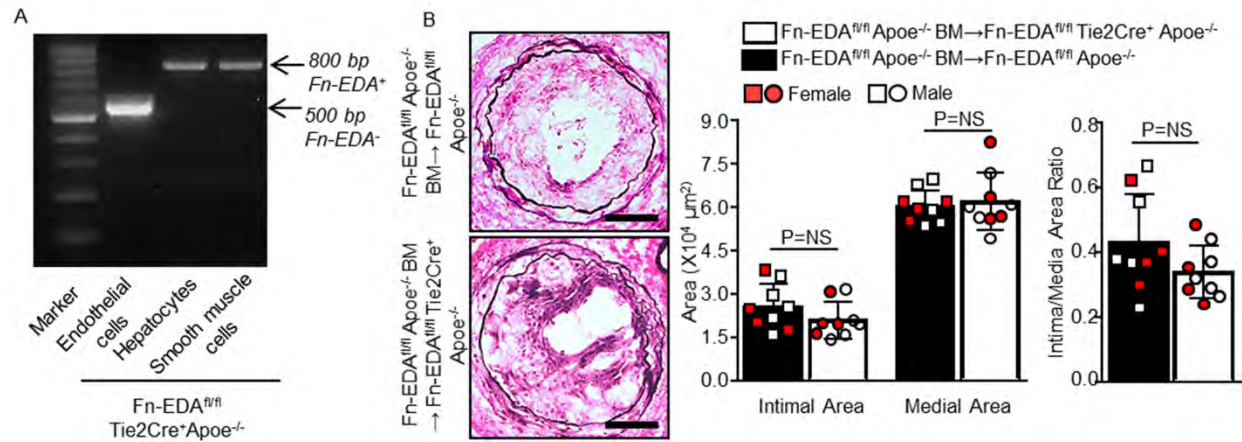 A
800 bp
Fn-EDA⁺
500 bp
Fn-EDA⁻
Marker
Endothelial
cells
Hepatocytes
Smooth muscle
cells
Fn-EDAfl/fl
Tie2Cre⁺Apoe⁻/⁻
B
Fn-EDAfl/fl Apoe⁻/⁻
BM→ Fn-EDAfl/fl
Apoe⁻/⁻
Fn-EDAfl/fl Apoe⁻/⁻ BM
→ Fn-EDAfl/fl Tie2Cre⁺
Apoe⁻/⁻
Fn-EDAfl/fl Apoe⁻/⁻ BM→Fn-EDAfl/fl Tie2Cre⁺ Apoe⁻/⁻
Fn-EDAfl/fl Apoe⁻/⁻ BM→Fn-EDAfl/fl Apoe⁻/⁻
Female
Male
Area (X10⁴ µm²)
9.0
7.5
6.0
4.5
3.0
1.5
0.0
P=NS
P=NS
Intimal Area
Medial Area
Intima/Media Area Ratio
0.8
0.6
0.4
0.2
0.0
P=NS